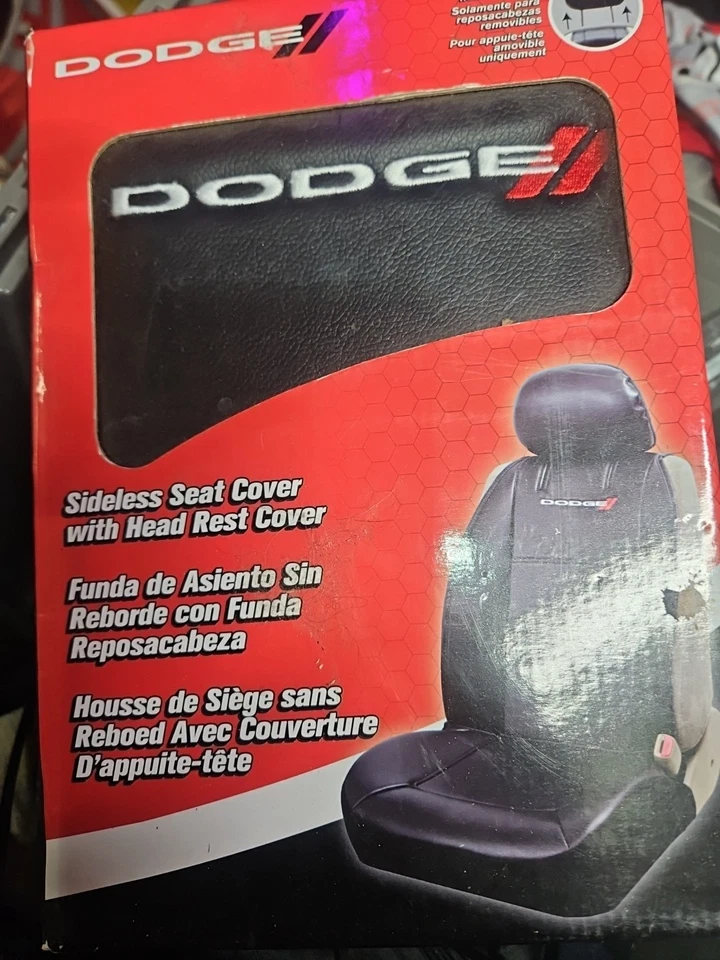 DODGE
Solamente para
reposacabezas
removibles
Pour appuie-tête
amovible
uniquement
DODGE
DODGE
Sideless Seat Cover
with Head Rest Cover
Funda de Asiento Sin
Reborde con Funda
Reposacabeza
Housse de Siège sans
Reboed Avec Couverture
D'appuite-tête